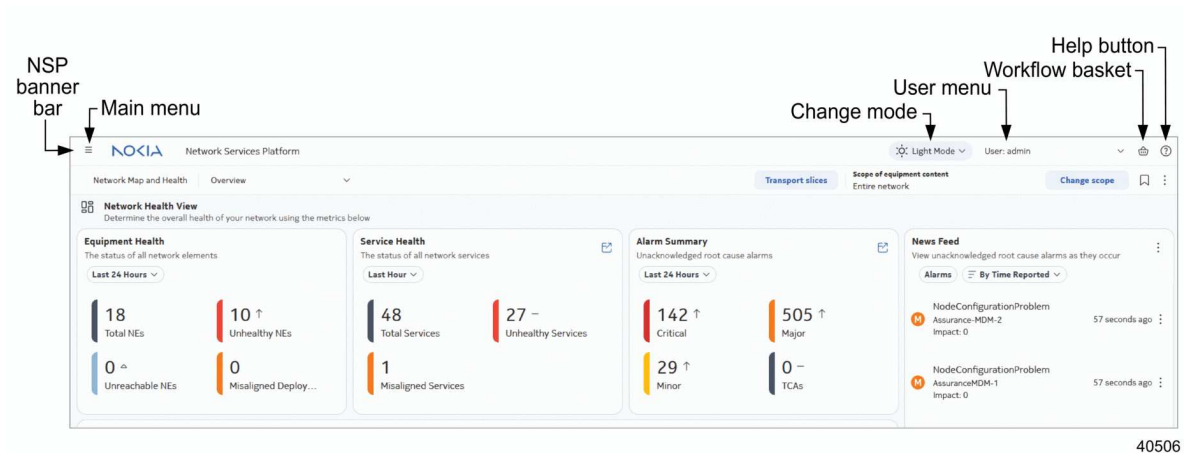 Help button
Workflow basket
User menu
Change mode
NSP
banner
bar
Main menu
NOKIA Network Services Platform Light Mode User: admin
Network Map and Health Overview Transport slices Scope of equipment content Change scope
Entire network
Network Health View
Determine the overall health of your network using the metrics below
Equipment Health
The status of all network elements
Last 24 Hours
18 10 ↑
Total NEs Unhealthy NEs
0
Unreachable NEs
0
Misaligned Deploy...
Service Health
The status of all network services
Last Hour
48 27 –
Total Services Unhealthy Services
1
Misaligned Services
Alarm Summary
Unacknowledged root cause alarms
Last 24 Hours
142 ↑ 505 ↑
Critical Major
29 ↑ 0 –
Minor TCAs
News Feed
View unacknowledged root cause alarms as they occur
Alarms By Time Reported
NodeConfigurationProblem
M Assurance-MDM-2 57 seconds ago
Impact: 0
NodeConfigurationProblem
M AssuranceMDM-1 57 seconds ago
Impact: 0
40506